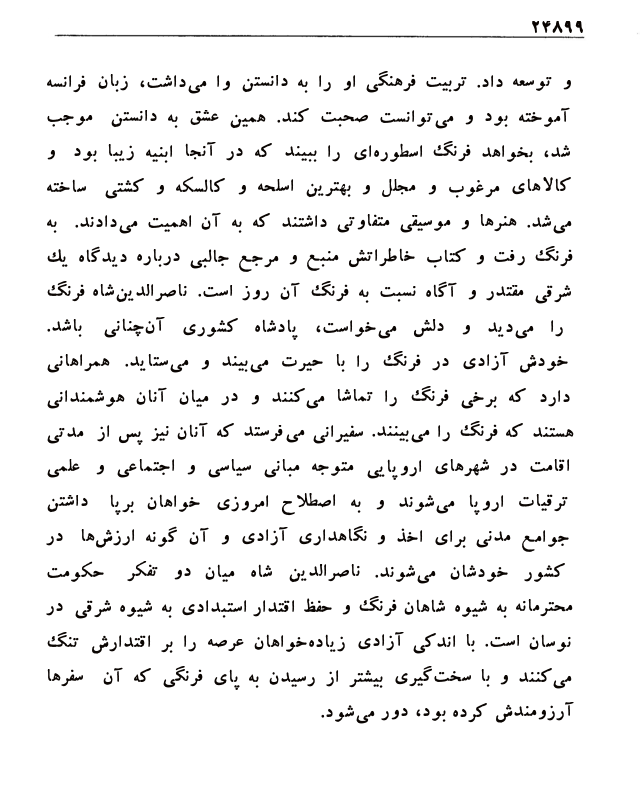 ۲۴۸۹۹
و توسعه داد. تربیت فرهنگی او را به دانستن وا می‌داشت، زبان فرانسه
آموخته بود و می‌توانست صحبت کند. همین عشق به دانستن موجب
شد، بخواهد فرنگ اسطوره‌ای را ببیند که در آنجا ابنیه زیبا بود و
کالاهای مرغوب و مجلل و بهترین اسلحه و کالسکه و کشتی ساخته
می‌شد. هنرها و موسیقی متفاوتی داشتند که به آن اهمیت می‌دادند. به
فرنگ رفت و کتاب خاطراتش منبع و مرجع جالبی درباره دیدگاه یك
شرقی مقتدر و آگاه نسبت به فرنگ آن روز است. ناصرالدین‌شاه فرنگ
را می‌دید و دلش می‌خواست، پادشاه کشوری آن‌چنانی باشد.
خودش آزادی در فرنگ را با حیرت می‌بیند و می‌ستاید. همراهانی
دارد که برخی فرنگ را تماشا می‌کنند و در میان آنان هوشمندانی
هستند که فرنگ را می‌بینند. سفیرانی می‌فرستد که آنان نیز پس از مدتی
اقامت در شهرهای اروپایی متوجه مبانی سیاسی و اجتماعی و علمی
ترقیات اروپا می‌شوند و به اصطلاح امروزی خواهان برپا داشتن
جوامع مدنی برای اخذ و نگاهداری آزادی و آن گونه ارزش‌ها در
کشور خودشان می‌شوند. ناصرالدین شاه میان دو تفکر حکومت
محترمانه به شیوه شاهان فرنگ و حفظ اقتدار استبدادی به شیوه شرقی در
نوسان است. با اندکی آزادی زیاده‌خواهان عرصه را بر اقتدارش تنگ
می‌کنند و با سخت‌گیری بیشتر از رسیدن به پای فرنگی که آن سفرها
آرزومندش کرده بود، دور می‌شود.